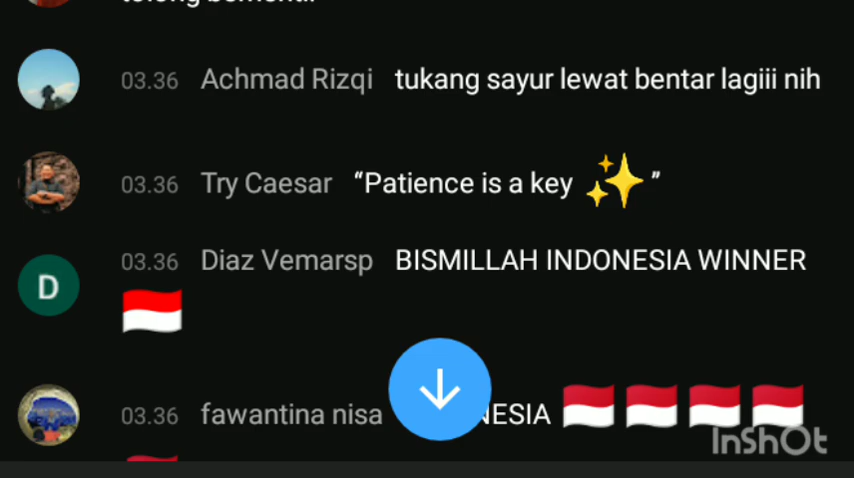 03.36 Achmad Rizqi tukang sayur lewat bentar lagiii nih
03.36 Try Caesar “Patience is a key ✨”
03.36 Diaz Vemarsp BISMILLAH INDONESIA WINNER
🇮🇩
D
03.36 fawantina nisa NESIA 🇮🇩🇮🇩🇮🇩🇮🇩
InShOt